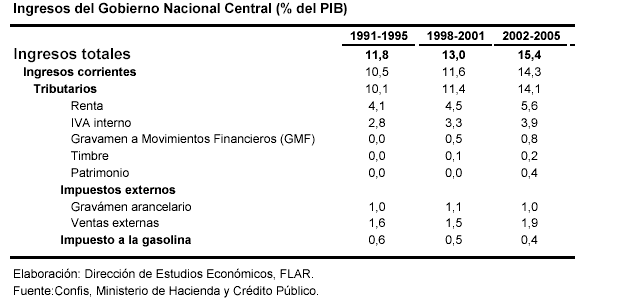 Ingresos del Gobierno Nacional Central (% del PIB)
1991-1995 1998-2001 2002-2005
Ingresos totales 11,8 13,0 15,4
Ingresos corrientes 10,5 11,6 14,3
Tributarios 10,1 11,4 14,1
Renta 4,1 4,5 5,6
IVA interno 2,8 3,3 3,9
Gravamen a Movimientos Financieros (GMF) 0,0 0,5 0,8
Timbre 0,0 0,1 0,2
Patrimonio 0,0 0,0 0,4
Impuestos externos
Gravámen arancelario 1,0 1,1 1,0
Ventas externas 1,6 1,5 1,9
Impuesto a la gasolina 0,6 0,5 0,4
Elaboración: Dirección de Estudios Económicos, FLAR.
Fuente:Confis, Ministerio de Hacienda y Crédito Público.